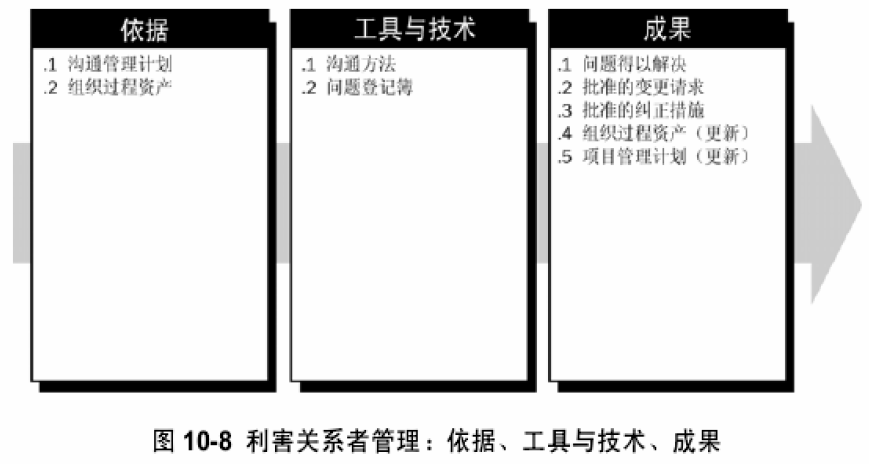 依据
.1 沟通管理计划
.2 组织过程资产
工具与技术
.1 沟通方法
.2 问题登记簿
成果
.1 问题得以解决
.2 批准的变更请求
.3 批准的纠正措施
.4 组织过程资产（更新）
.5 项目管理计划（更新）
图 10-8 利害关系者管理：依据、工具与技术、成果